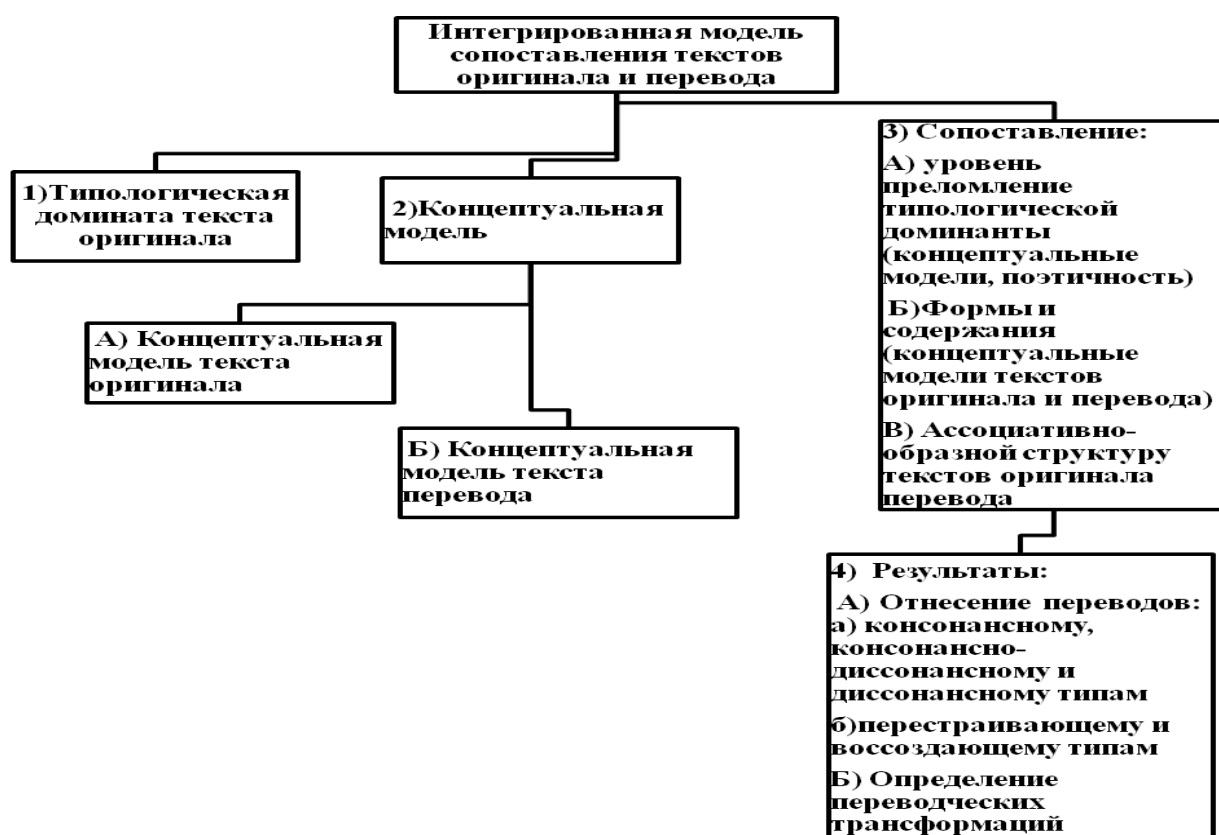 Интегрированная модель
сопоставления текстов
оригинала и перевода
1)Типологическая
домината текста
оригинала
2)Концептуальная
модель
А) Концептуальная
модель текста
оригинала
Б) Концептуальная
модель текста
перевода
3) Сопоставление:
А) уровень
преломление
типологической
доминанты
(концептуальные
модели, поэтичность)
Б)Формы и
содержания
(концептуальные
модели текстов
оригинала и перевода)
В) Ассоциативно-
образной структуру
текстов оригинала
перевода
4) Результаты:
А) Отнесение переводов:
а) консонансному,
консонансно-
диссонансному и
диссонансному типам
б)перестраивающему и
воссоздающему типам
Б) Определение
переводческих
трансформаций